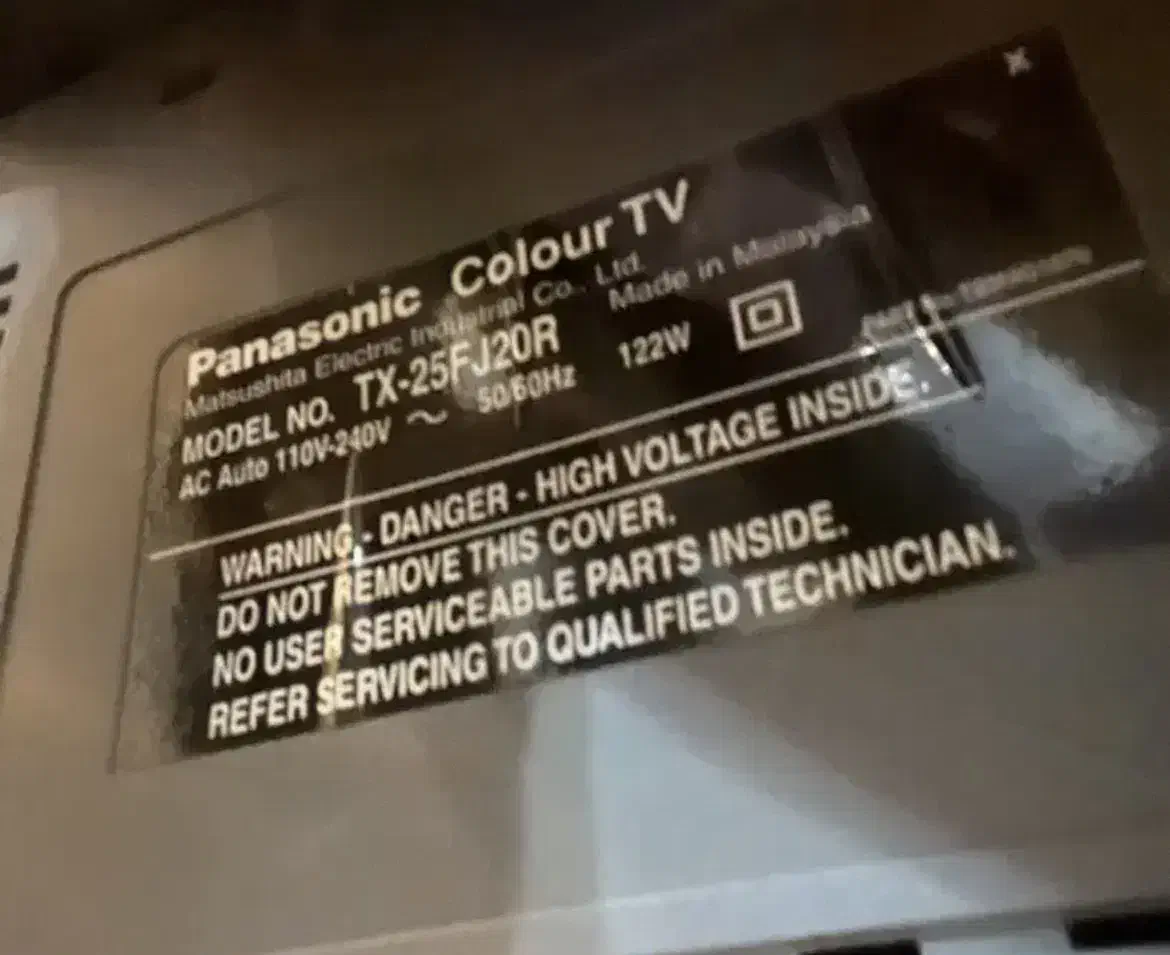 Panasonic Colour TV
Matsushita Electric Industrial Co., Ltd.
MODEL NO. TX-25FJ20R Made in Malaysia
AC Auto 110V-240V ~ 50/60Hz 122W
WARNING - DANGER - HIGH VOLTAGE INSIDE.
DO NOT REMOVE THIS COVER.
NO USER SERVICEABLE PARTS INSIDE.
REFER SERVICING TO QUALIFIED TECHNICIAN.